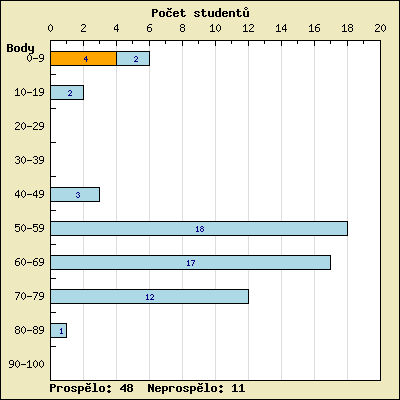 Počet studentů
0 2 4 6 8 10 12 14 16 18 20
Body
0-9 4 2
10-19 2
20-29
30-39
40-49 3
50-59 18
60-69 17
70-79 12
80-89 1
90-100
Prospělo: 48 Neprospělo: 11